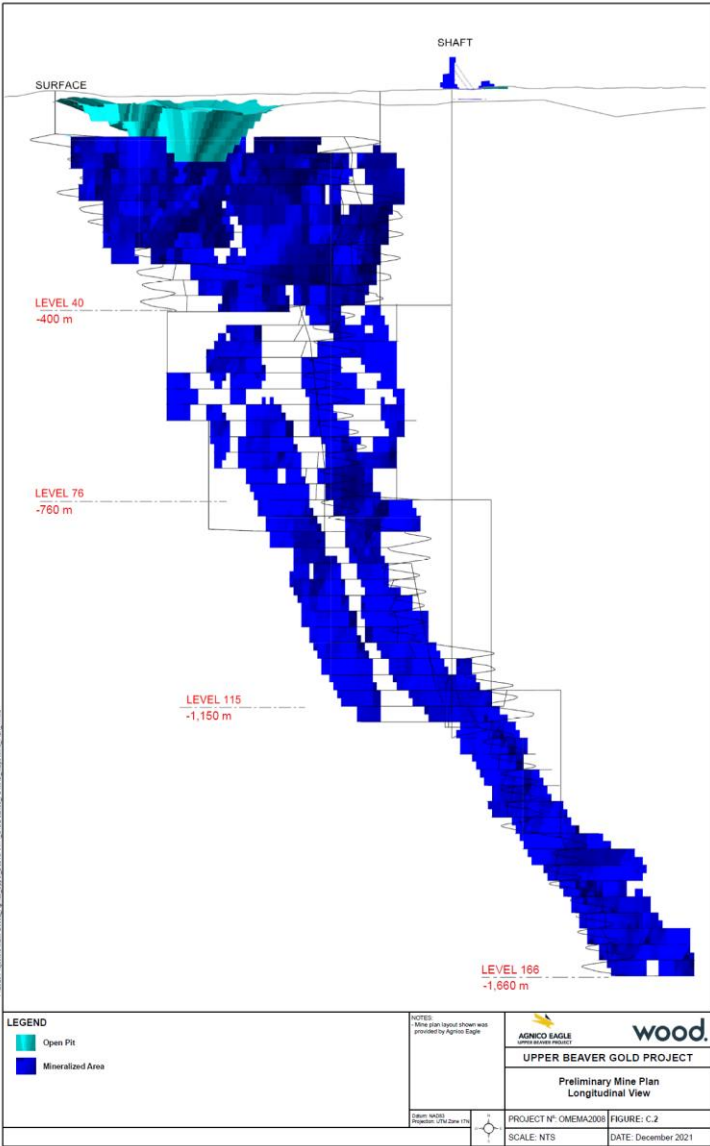 SHAFT
SURFACE
LEVEL 40
-400 m
LEVEL 76
-760 m
LEVEL 115
-1,150 m
LEVEL 166
-1,660 m
LEGEND
Open Pit
Mineralized Area
NOTES:
- Mine plan layout shown was
provided by Agnico Eagle
Datum: NAD83
Projection: UTM Zone 17N
AGNICO EAGLE
UPPER BEAVER PROJECT
wood.
UPPER BEAVER GOLD PROJECT
Preliminary Mine Plan
Longitudinal View
PROJECT Nº: OMEMA2008
FIGURE: C.2
SCALE: NTS
DATE: December 2021